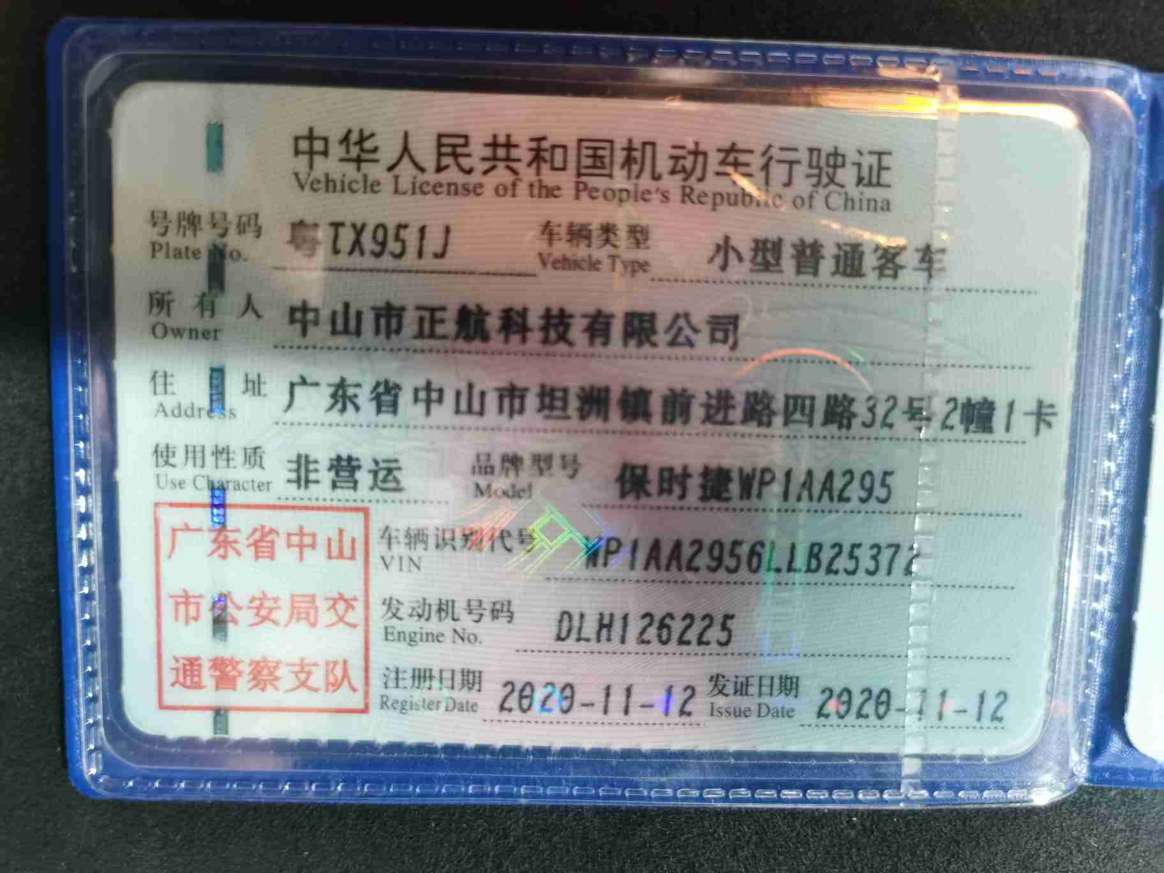 中华人民共和国机动车行驶证
Vehicle License of the People's Republic of China
号牌号码 粤TX951J 车辆类型 小型普通客车
Plate No. Vehicle Type
所有人 中山市正航科技有限公司
Owner
住址 广东省中山市坦洲镇前进路四路32号2幢1卡
Address
使用性质 非营运 品牌型号 保时捷WP1AA295
Use Character Model
广东省中山
市公安局交
通警察支队
车辆识别代号 WP1AA2956LLB25372
VIN
发动机号码 DLH126225
Engine No.
注册日期 2020-11-12 发证日期 2020-11-12
Register Date Issue Date